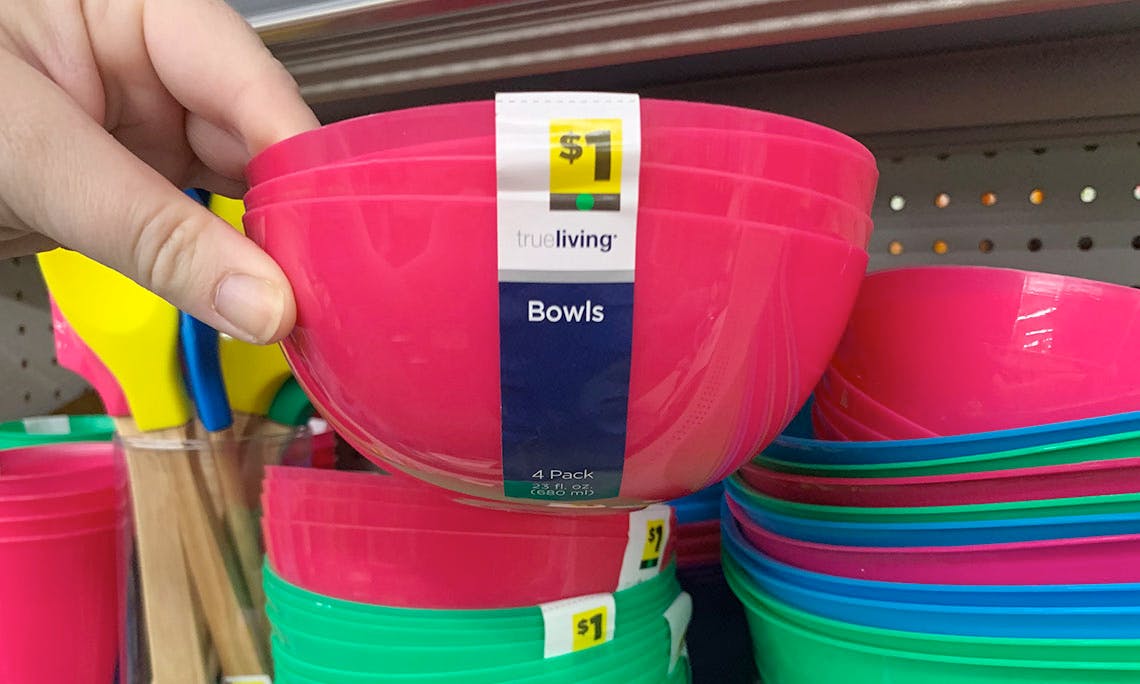 $1
trueliving
Bowls
4 Pack
23 fl. oz.
(680 ml)
$1
$1